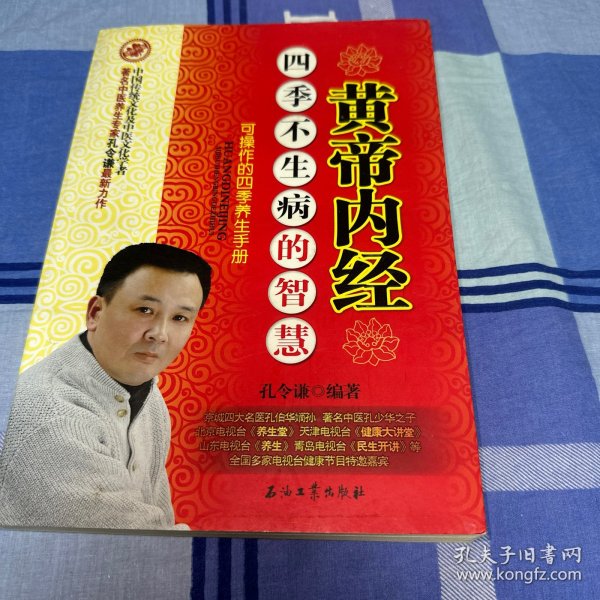 黄帝内经
四季不生病的智慧
可操作的四季养生手册
HUANGDINEIJING
中国传统文化及中医文化学者
著名中医养生专家孔令谦最新力作
孔令谦◎编著
京城四大名医孔伯华嫡孙 著名中医孔少华之子
北京电视台《养生堂》天津电视台《健康大讲堂》
山东电视台《养生》青岛电视台《民生开讲》等
全国多家电视台健康节目特邀嘉宾
石油工业出版社
孔夫子旧书网
www.kongfz.com